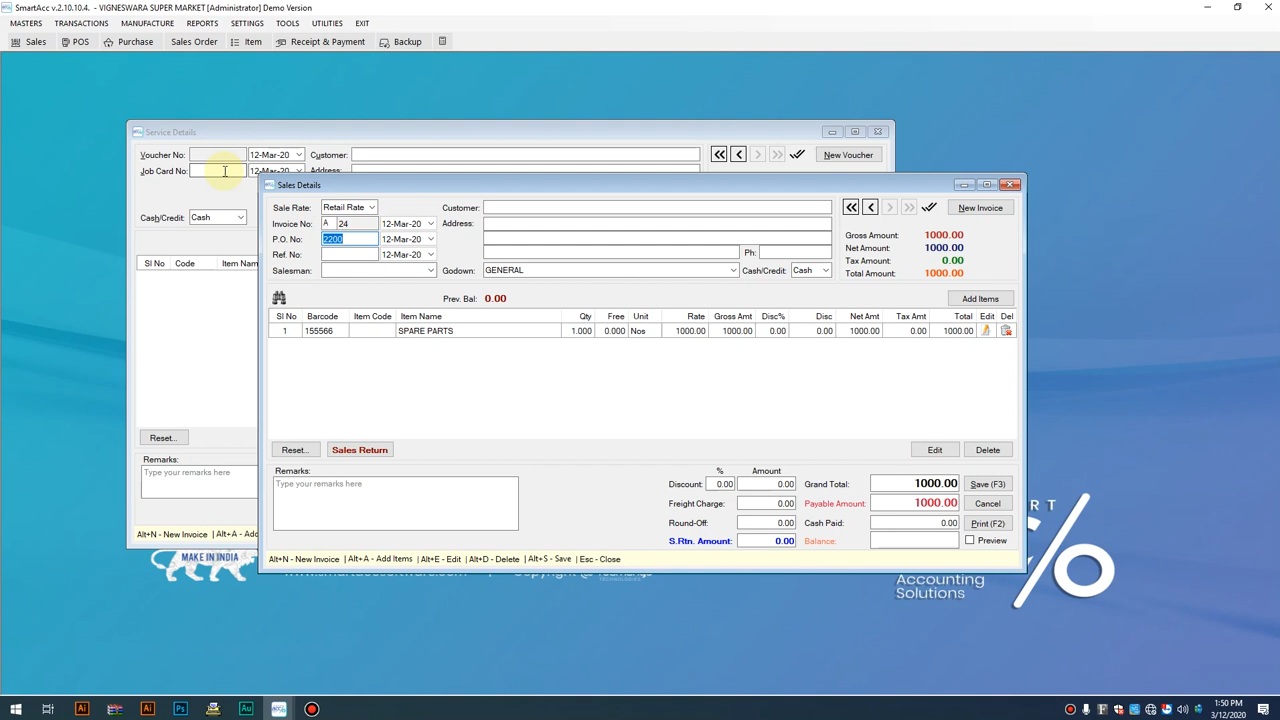 SmartAcc v.2.10.10.4. - VIGNESWARA SUPER MARKET [Administrator] Demo Version
MASTERS TRANSACTIONS MANUFACTURE REPORTS SETTINGS TOOLS UTILITIES EXIT
Sales POS Purchase Sales Order Item Receipt & Payment Backup
Service Details
Voucher No: 12-Mar-20 Customer: New Voucher
Job Card No: 12-Mar-20 Address:
Cash/Credit: Cash
Sl No Code Item Nam
Reset...
Remarks:
Type your remarks here
Alt+N - New Invoice | Alt+A - Add
Sales Details
Sale Rate: Retail Rate Customer:
Invoice No: A 24 12-Mar-20 Address: New Invoice
P.O. No: 2200 12-Mar-20
Ref. No: 12-Mar-20 Ph:
Salesman: Godown: GENERAL Cash/Credit: Cash
Gross Amount: 1000.00
Net Amount: 1000.00
Tax Amount: 0.00
Total Amount: 1000.00
Prev. Bal: 0.00 Add Items
Sl No Barcode Item Code Item Name Qty Free Unit Rate Gross Amt Disc% Disc Net Amt Tax Amt Total Edit Del
1 155566 SPARE PARTS 1.000 0.000 Nos 1000.00 1000.00 0.00 0.00 1000.00 0.00 1000.00
Reset... Sales Return Edit Delete
Remarks: % Amount
Type your remarks here
Discount: 0.00 0.00 Grand Total: 1000.00 Save (F3)
Freight Charge: 0.00 Payable Amount: 1000.00 Cancel
Round-Off: 0.00 Cash Paid: 0.00 Print (F2)
S.Rtn. Amount: 0.00 Balance: Preview
Alt+N - New Invoice | Alt+A - Add Items | Alt+E - Edit | Alt+D - Delete | Alt+S - Save | Esc - Close
MAKE IN INDIA
R T
Accounting
Solutions
Ai Ai Ps Au
1:50 PM
3/12/2020